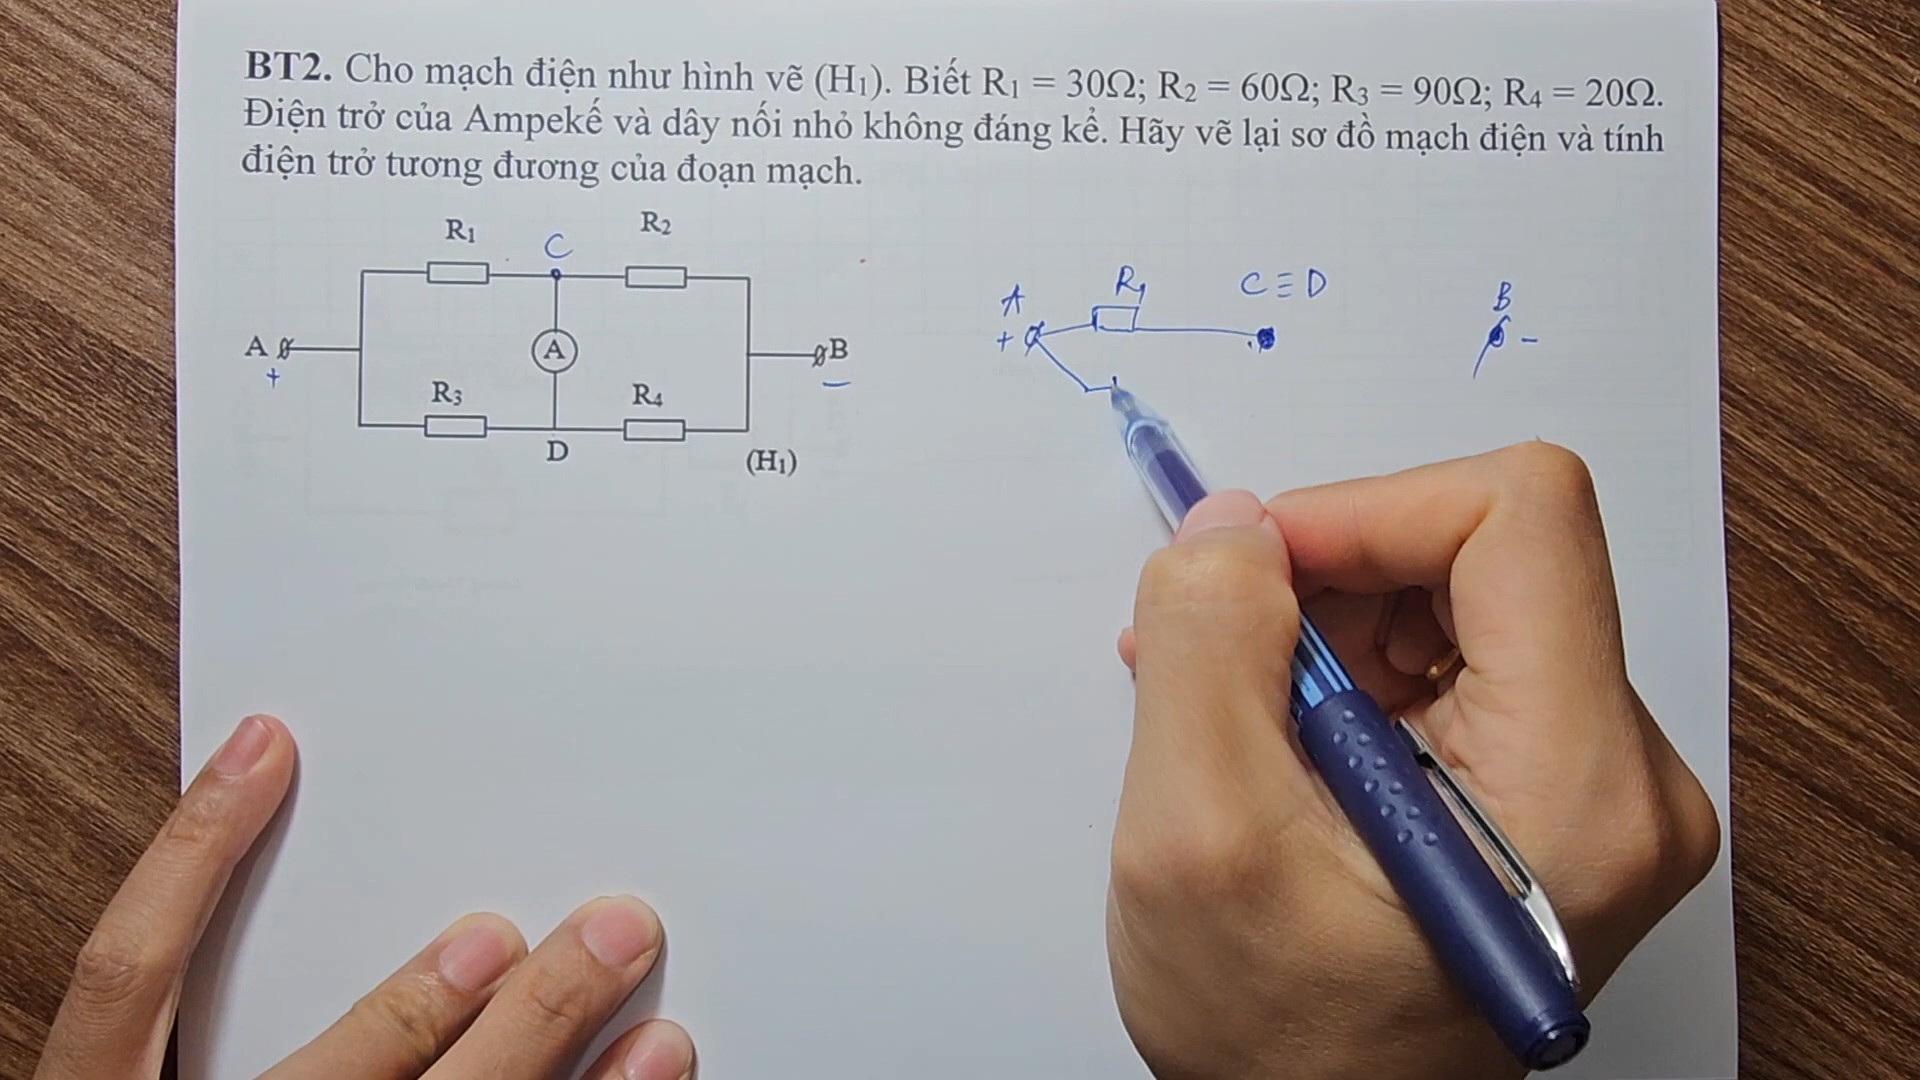 BT2. Cho mạch điện như hình vẽ (H₁). Biết R₁ = 30Ω; R₂ = 60Ω; R₃ = 90Ω; R₄ = 20Ω.
Điện trở của Ampekế và dây nối nhỏ không đáng kể. Hãy vẽ lại sơ đồ mạch điện và tính
điện trở tương đương của đoạn mạch.
R₁ C R₂
A A B
+ −
R₃ R₄
D
(H₁)
A R₁ C ≡ D B
+ −